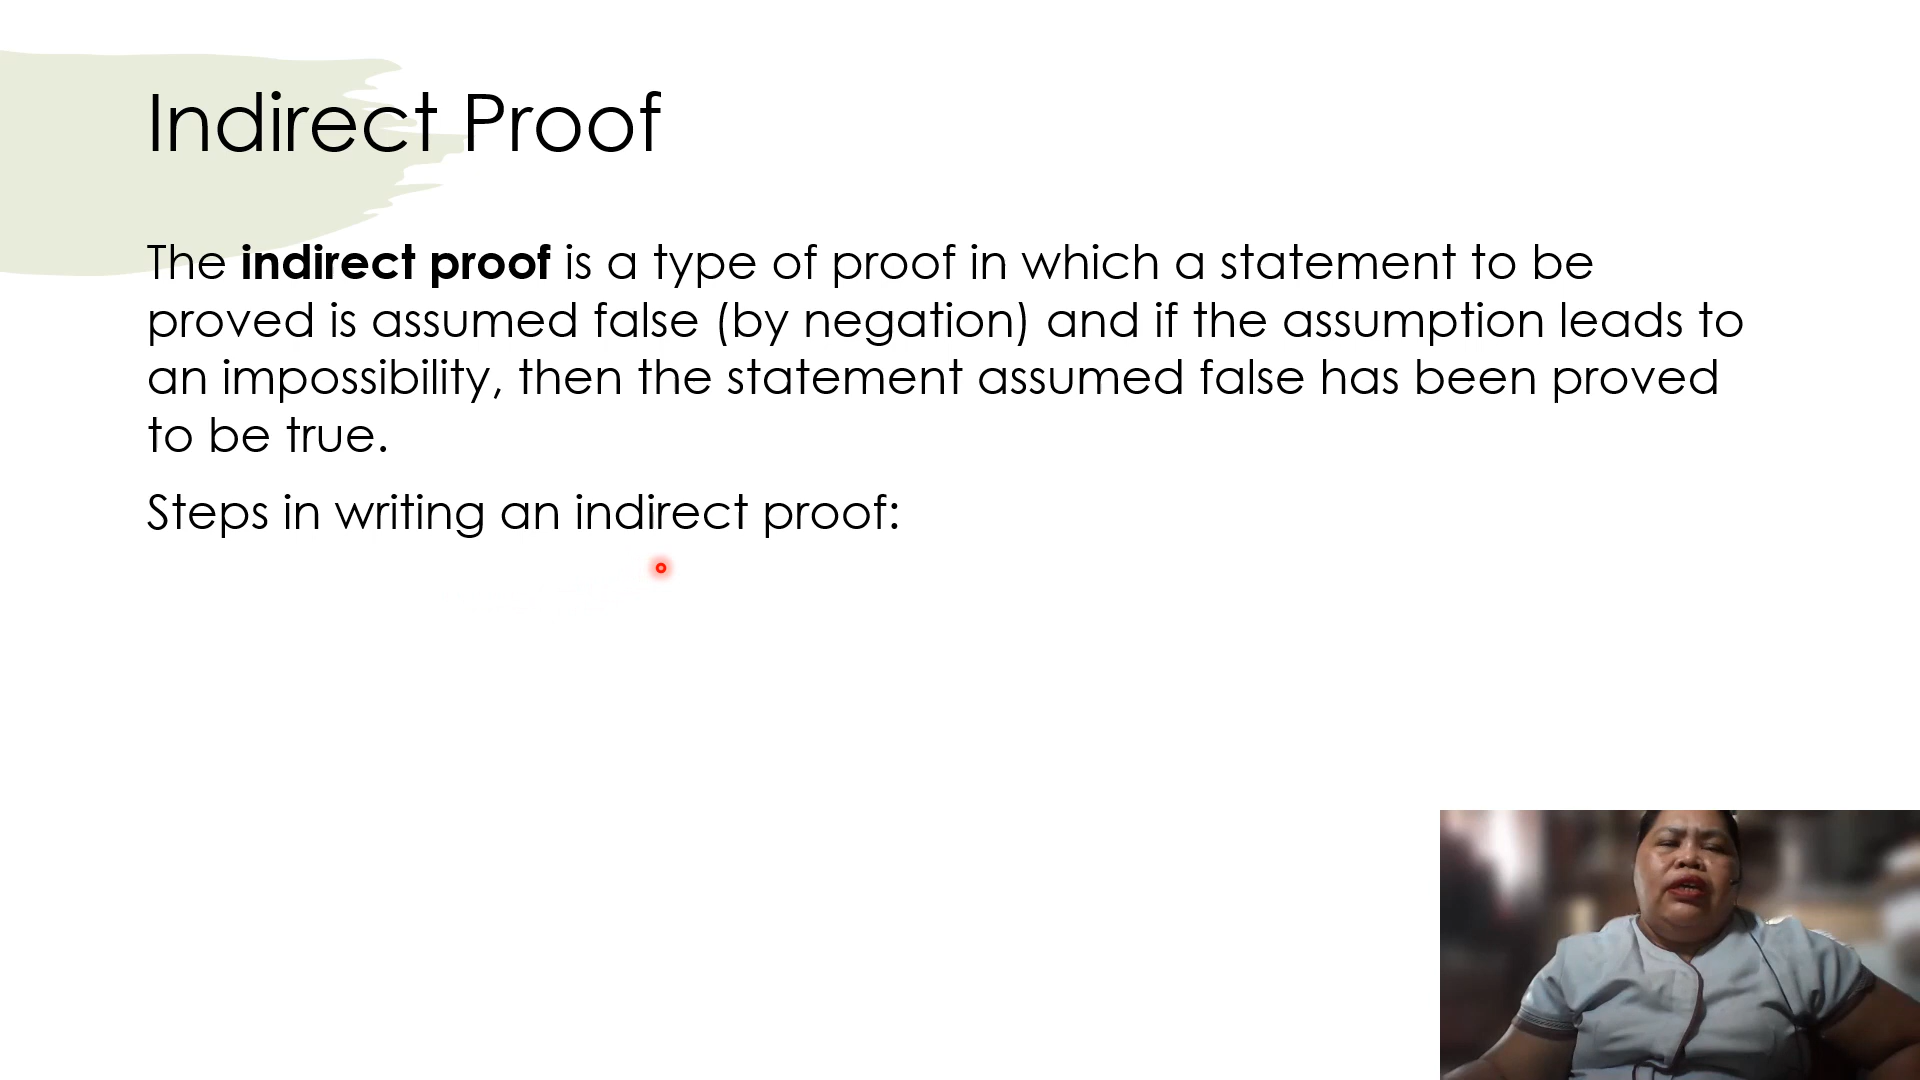 Indirect Proof
The indirect proof is a type of proof in which a statement to be
proved is assumed false (by negation) and if the assumption leads to
an impossibility, then the statement assumed false has been proved
to be true.
Steps in writing an indirect proof: